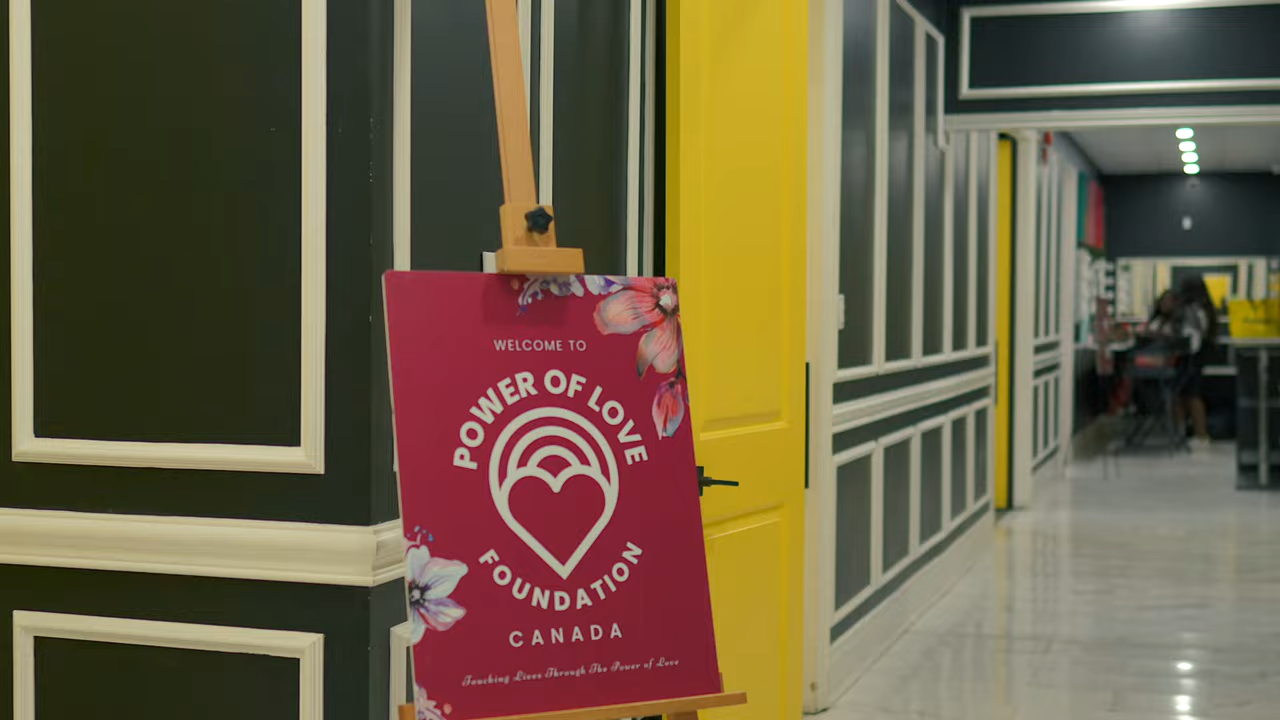 WELCOME TO
POWER OF LOVE
FOUNDATION
CANADA
Touching Lives Through The Power of Love